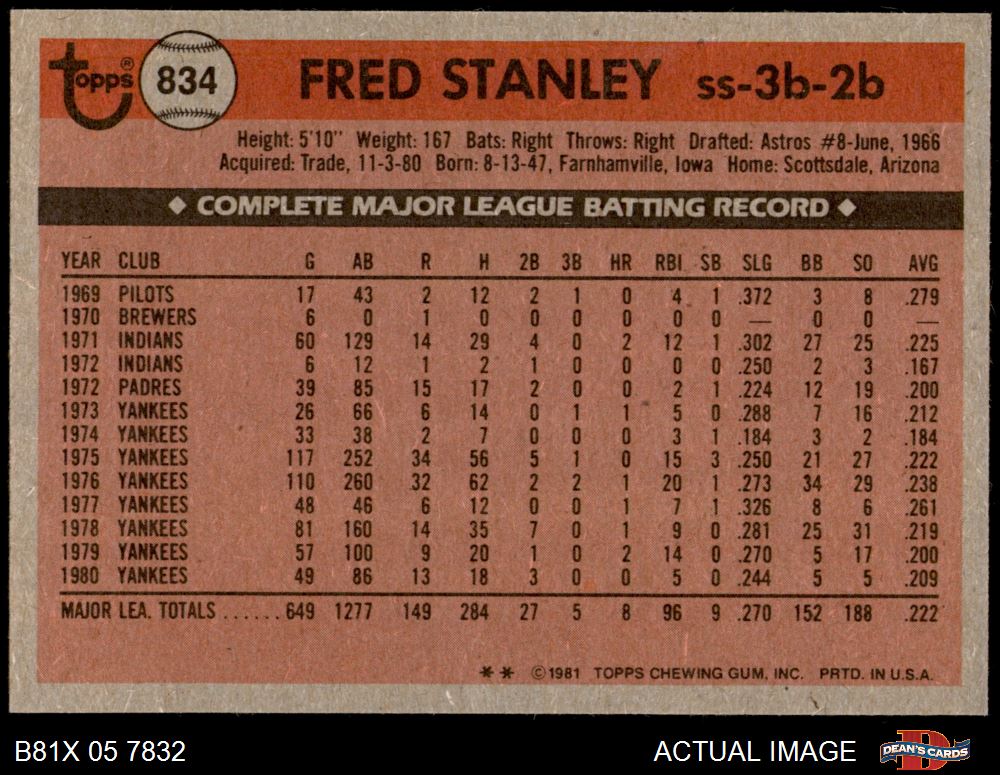 Topps® 834 FRED STANLEY ss-3b-2b
Height: 5'10" Weight: 167 Bats: Right Throws: Right Drafted: Astros #8-June, 1966
Acquired: Trade, 11-3-80 Born: 8-13-47, Farnhamville, Iowa Home: Scottsdale, Arizona
◆ COMPLETE MAJOR LEAGUE BATTING RECORD ◆
YEAR CLUB G AB R H 2B 3B HR RBI SB SLG BB SO AVG
1969 PILOTS 17 43 2 12 2 1 0 4 1 .372 3 8 .279
1970 BREWERS 6 0 1 0 0 0 0 0 0 — 0 0 —
1971 INDIANS 60 129 14 29 4 0 2 12 1 .302 27 25 .225
1972 INDIANS 6 12 1 2 1 0 0 0 0 .250 2 3 .167
1972 PADRES 39 85 15 17 2 0 0 2 1 .224 12 19 .200
1973 YANKEES 26 66 6 14 0 1 1 5 0 .288 7 16 .212
1974 YANKEES 33 38 2 7 0 0 0 3 1 .184 3 2 .184
1975 YANKEES 117 252 34 56 5 1 0 15 3 .250 21 27 .222
1976 YANKEES 110 260 32 62 2 2 1 20 1 .273 34 29 .238
1977 YANKEES 48 46 6 12 0 0 1 7 1 .326 8 6 .261
1978 YANKEES 81 160 14 35 7 0 1 9 0 .281 25 31 .219
1979 YANKEES 57 100 9 20 1 0 2 14 0 .270 5 17 .200
1980 YANKEES 49 86 13 18 3 0 0 5 0 .244 5 5 .209
MAJOR LEA. TOTALS ...... 649 1277 149 284 27 5 8 96 9 .270 152 188 .222
** ©1981 TOPPS CHEWING GUM, INC. PRTD. IN U.S.A.
B81X 05 7832 ACTUAL IMAGE D DEAN'S CARDS